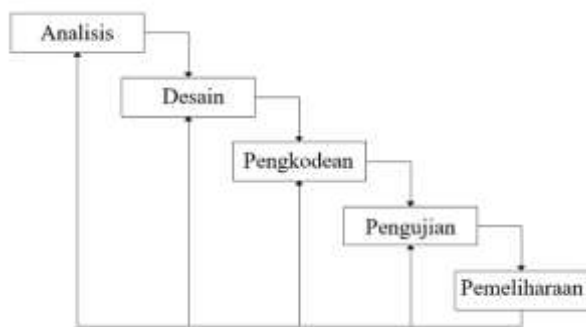 Analisis
Desain
Pengkodean
Pengujian
Pemeliharaan